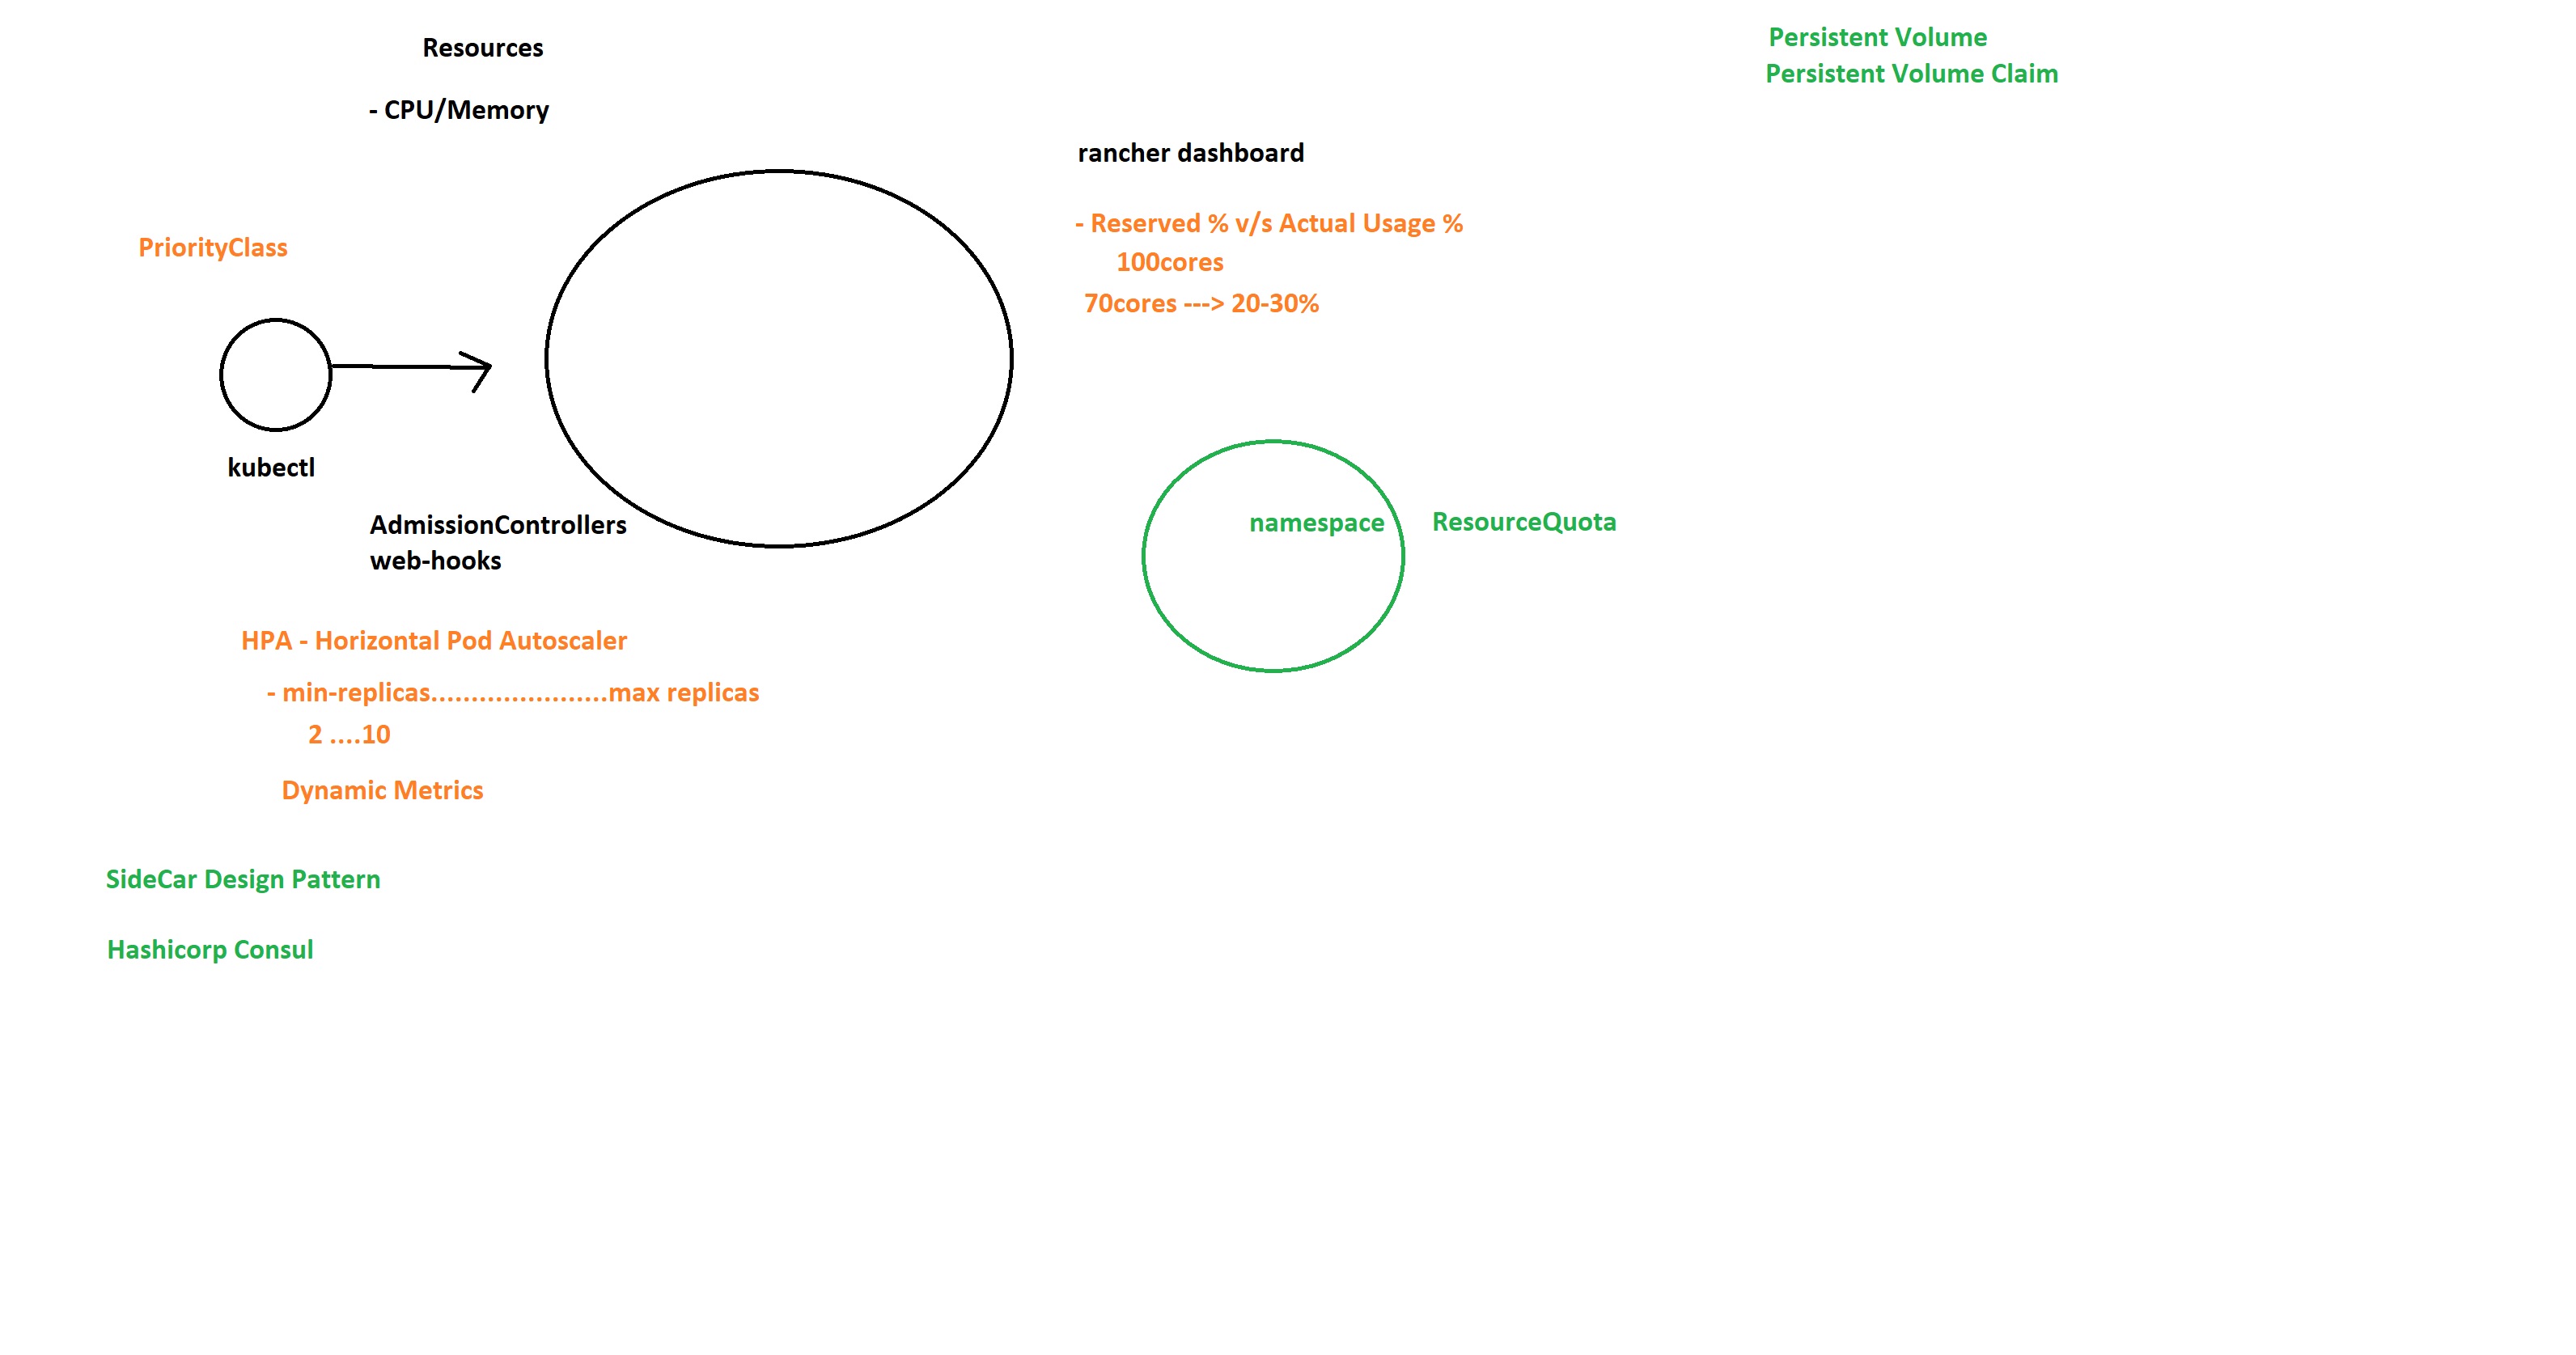 Resources
- CPU/Memory
Persistent Volume
Persistent Volume Claim
rancher dashboard
- Reserved % v/s Actual Usage %
100cores
70cores ---> 20-30%
PriorityClass
kubectl
AdmissionControllers
web-hooks
namespace
ResourceQuota
HPA - Horizontal Pod Autoscaler
- min-replicas......................max replicas
2 ....10
Dynamic Metrics
SideCar Design Pattern
Hashicorp Consul